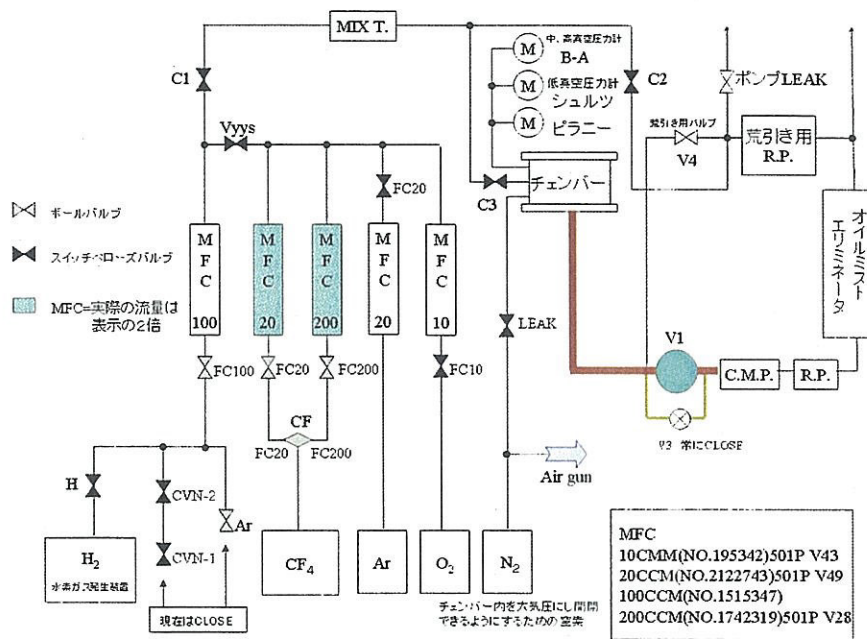 MIX T.
中、高真空圧力計
B-A
低真空圧力計
シュルツ
ピラニー
M
M
M
C1
C2
ポンプLEAK
荒引き用バルブ
V4
荒引き用
R.P.
Vyys
FC20
C3
チェンバー
オイルミスト
エリミネータ
ボールバルブ
スイッチベローズバルブ
MFC=実際の流量は
表示の2倍
MFC
100
MFC
20
MFC
200
MFC
20
MFC
10
LEAK
V1
C.M.P.
R.P.
FC100
FC20
FC200
FC10
CF
FC20
FC200
V3 常にCLOSE
Air gun
H
CVN-2
Ar
CVN-1
H2
水素ガス発生装置
CF4
Ar
O2
N2
現在はCLOSE
チェンバー内を大気圧にし開閉
できるようにするための窒素
MFC
10CMM(NO.195342)501P V43
20CCM(NO.2122743)501P V49
100CCM(NO.1515347)
200CCM(NO.1742319)501P V28